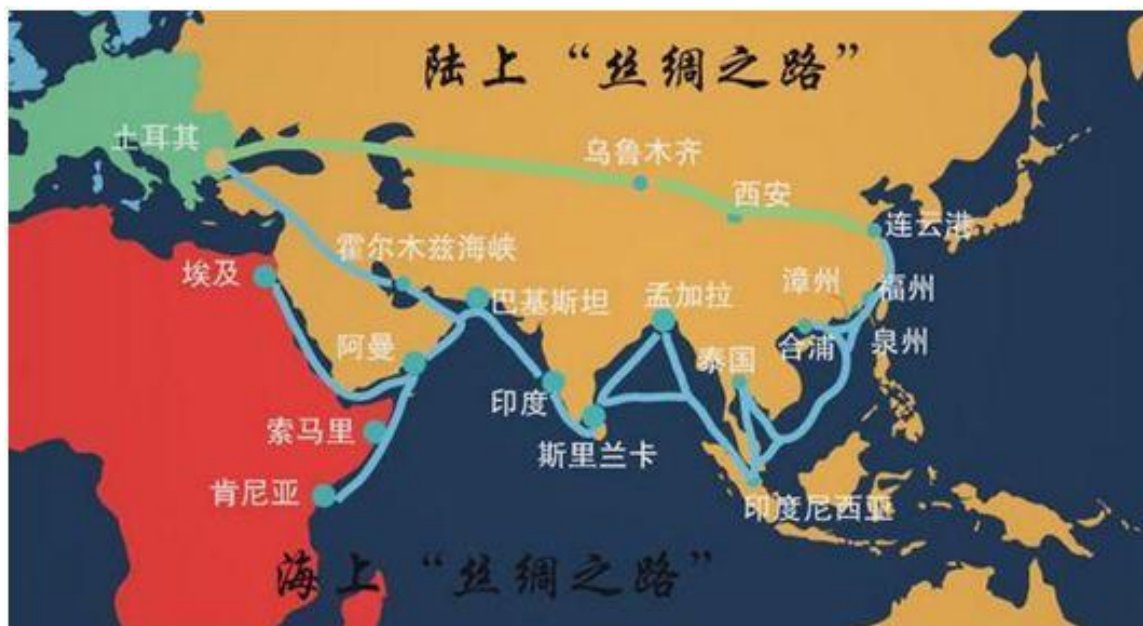 陆上“丝绸之路”
土耳其
乌鲁木齐
西安
连云港
霍尔木兹海峡
埃及
巴基斯坦
孟加拉
漳州
福州
泉州
合浦
阿曼
泰国
印度
索马里
斯里兰卡
肯尼亚
印度尼西亚
海上“丝绸之路”